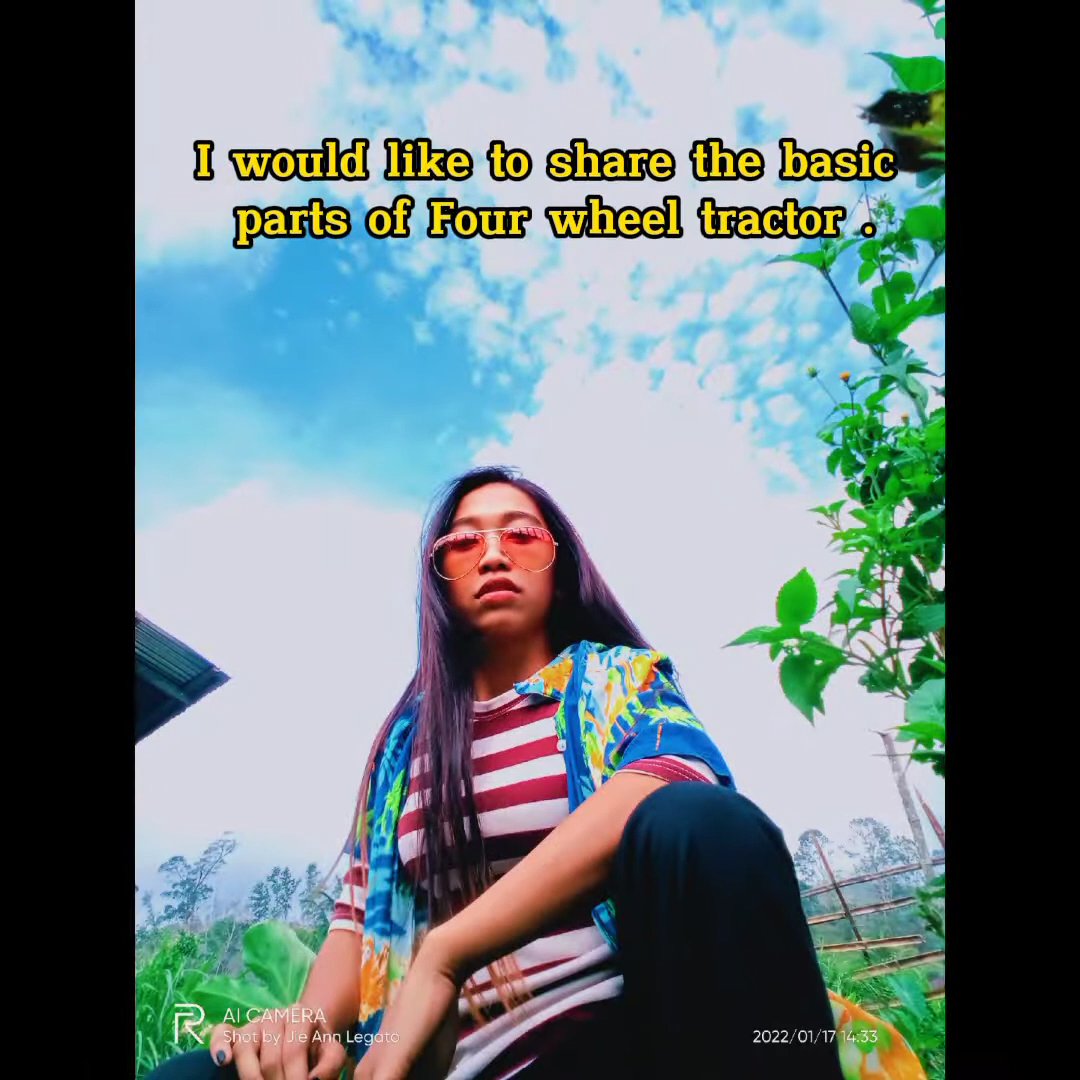 I would like to share the basic
parts of Four wheel tractor .
AI CAMERA
Shot by Jie Ann Legato
2022/01/17 14:33